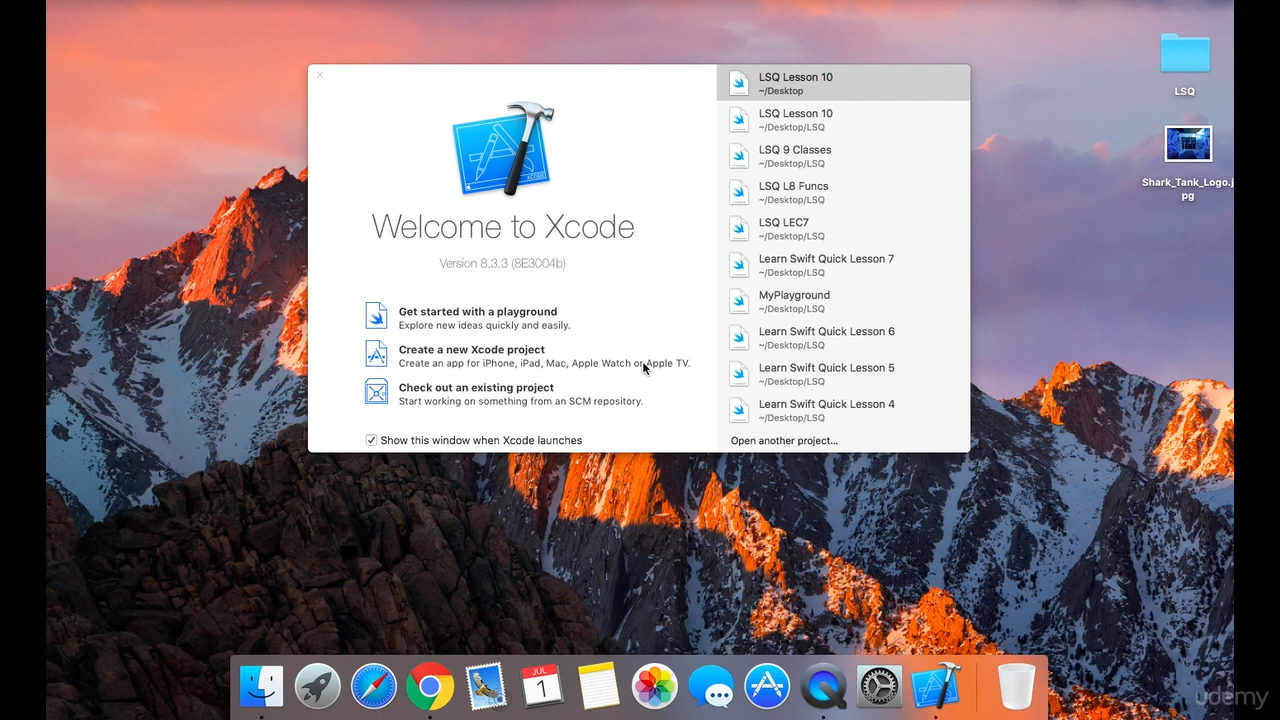 LSQ
Shark_Tank_Logo.j
pg
XCODE
Welcome to Xcode
Version 8.3.3 (8E3004b)
Get started with a playground
Explore new ideas quickly and easily.
Create a new Xcode project
Create an app for iPhone, iPad, Mac, Apple Watch or Apple TV.
Check out an existing project
Start working on something from an SCM repository.
Show this window when Xcode launches
LSQ Lesson 10
~/Desktop
LSQ Lesson 10
~/Desktop/LSQ
LSQ 9 Classes
~/Desktop/LSQ
LSQ L8 Funcs
~/Desktop/LSQ
LSQ LEC7
~/Desktop/LSQ
Learn Swift Quick Lesson 7
~/Desktop/LSQ
MyPlayground
~/Desktop/LSQ
Learn Swift Quick Lesson 6
~/Desktop/LSQ
Learn Swift Quick Lesson 5
~/Desktop/LSQ
Learn Swift Quick Lesson 4
~/Desktop/LSQ
Open another project...
JUL
1
udemy